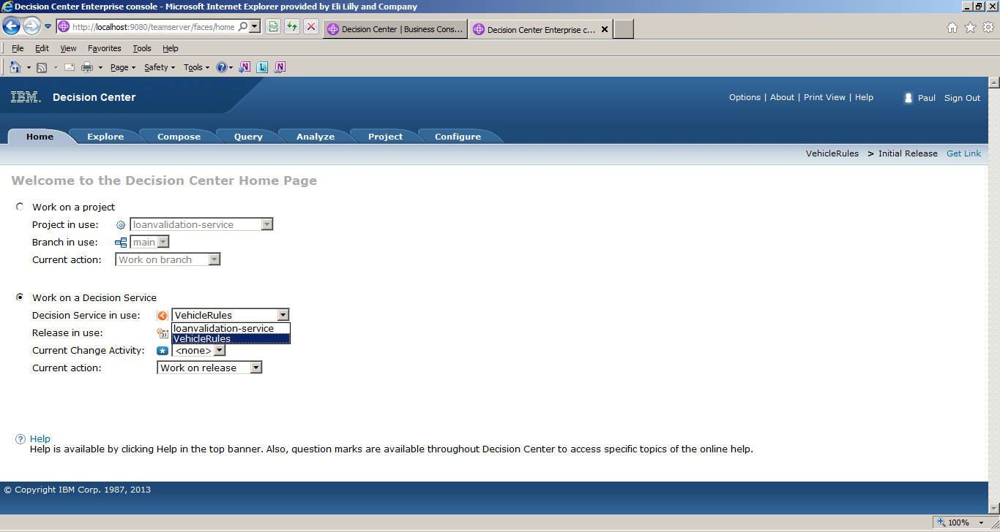 Decision Center Enterprise console - Microsoft Internet Explorer provided by Eli Lilly and Company
http://localhost:9080/teamserver/faces/home
Decision Center | Business Cons...
Decision Center Enterprise c...
File Edit View Favorites Tools Help
Page Safety Tools
IBM. Decision Center
Options | About | Print View | Help Paul Sign Out
Home Explore Compose Query Analyze Project Configure
VehicleRules > Initial Release Get Link
Welcome to the Decision Center Home Page
Work on a project
Project in use: loanvalidation-service
Branch in use: main
Current action: Work on branch
Work on a Decision Service
Decision Service in use: VehicleRules
loanvalidation-service
Release in use: VehicleRules
Current Change Activity: <none>
Current action: Work on release
Help
Help is available by clicking Help in the top banner. Also, question marks are available throughout Decision Center to access specific topics of the online help.
© Copyright IBM Corp. 1987, 2013
100%